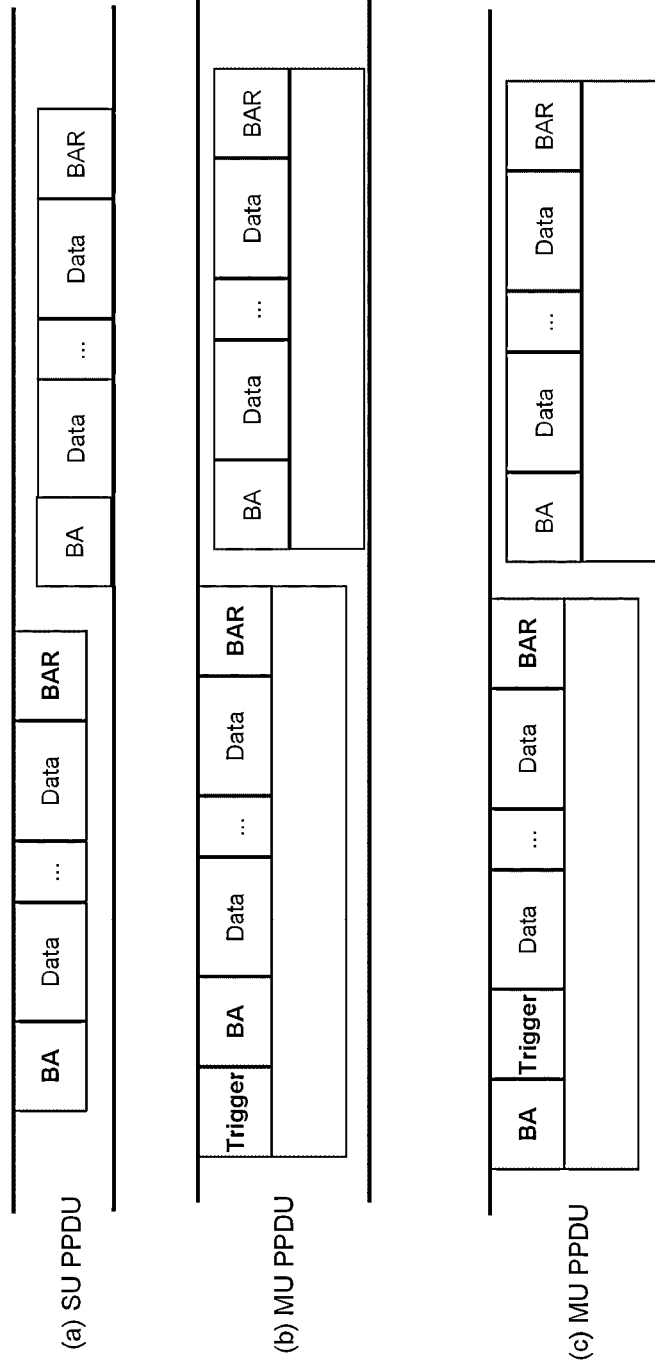 (a) SU PPDU
BA Data ... Data BAR
BA Data ... Data BAR
(b) MU PPDU
Trigger BA Data ... Data BAR
BA Data ... Data BAR
(c) MU PPDU
BA Trigger Data ... Data BAR
BA Data ... Data BAR